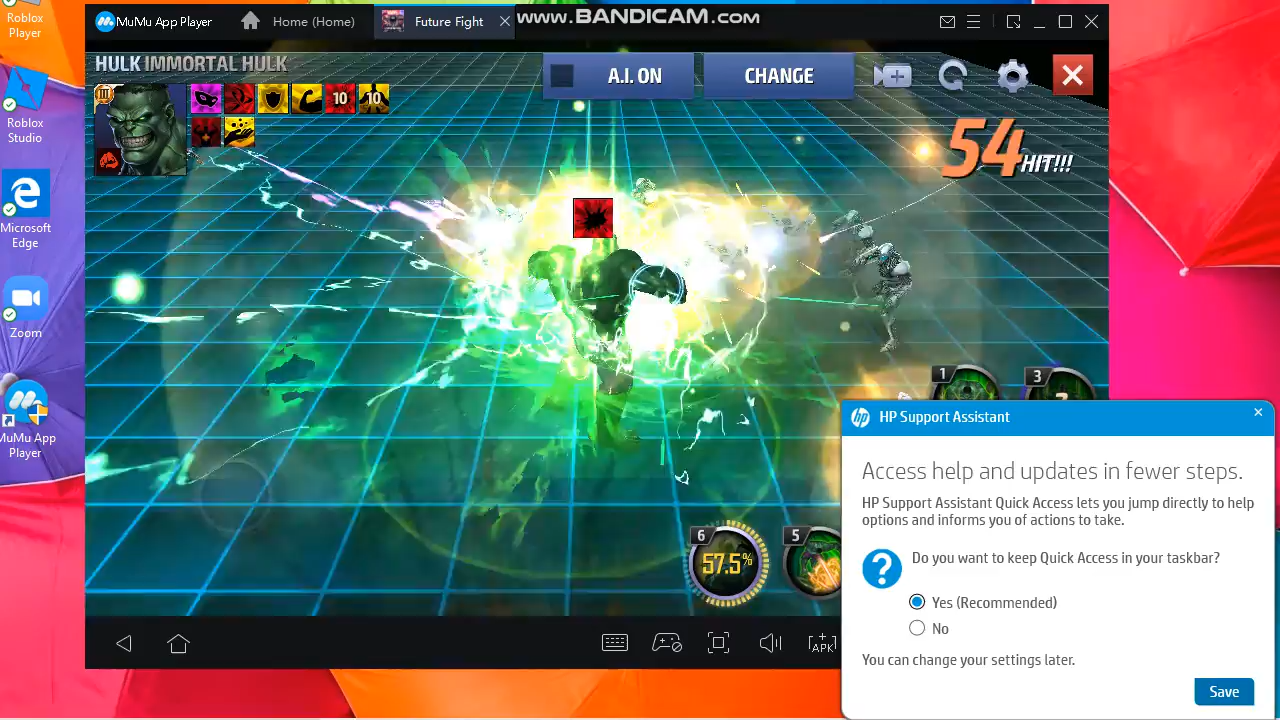 Roblox
Player
Roblox
Studio
Microsoft
Edge
Zoom
MuMu App
Player
MuMu App Player
Home (Home)
Future Fight
www.BANDICAM.com
HULK IMMORTAL HULK
A.I. ON
CHANGE
III
10
10
54 HIT!!!
1
3
6
57.5%
5
APK
hp
HP Support Assistant
Access help and updates in fewer steps.
HP Support Assistant Quick Access lets you jump directly to help
options and informs you of actions to take.
Do you want to keep Quick Access in your taskbar?
Yes (Recommended)
No
You can change your settings later.
Save